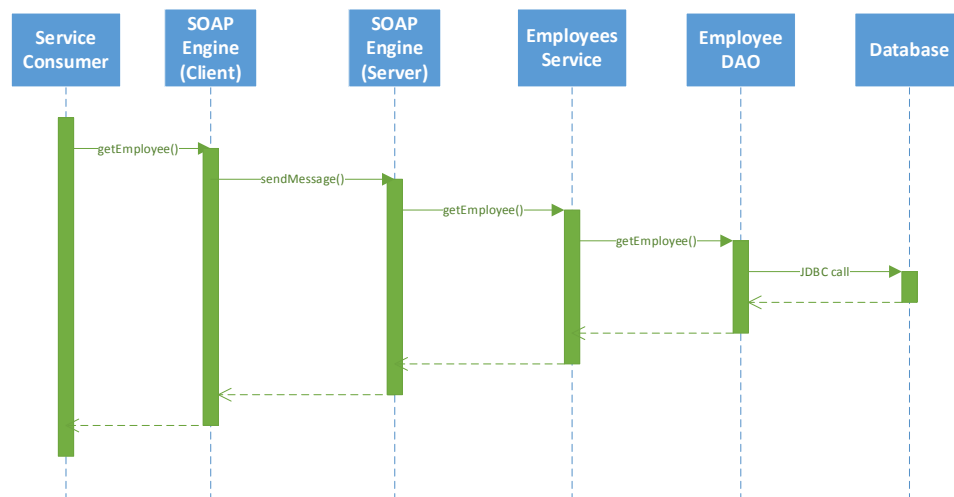 Service
Consumer
SOAP
Engine
(Client)
SOAP
Engine
(Server)
Employees
Service
Employee
DAO
Database
getEmployee()
sendMessage()
getEmployee()
getEmployee()
JDBC call